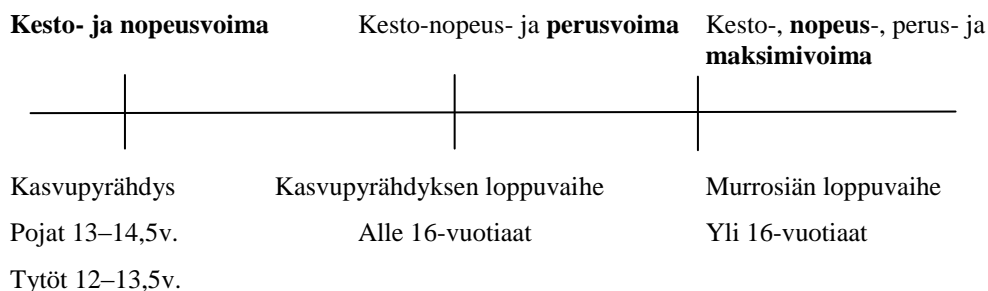 Kesto- ja nopeusvoima
Kesto-nopeus- ja perusvoima
Kesto-, nopeus-, perus- ja
maksimivoima
Kasvupyrähdys
Kasvupyrähdyksen loppuvaihe
Murrosiän loppuvaihe
Pojat 13–14,5v.
Alle 16-vuotiaat
Yli 16-vuotiaat
Tytöt 12–13,5v.